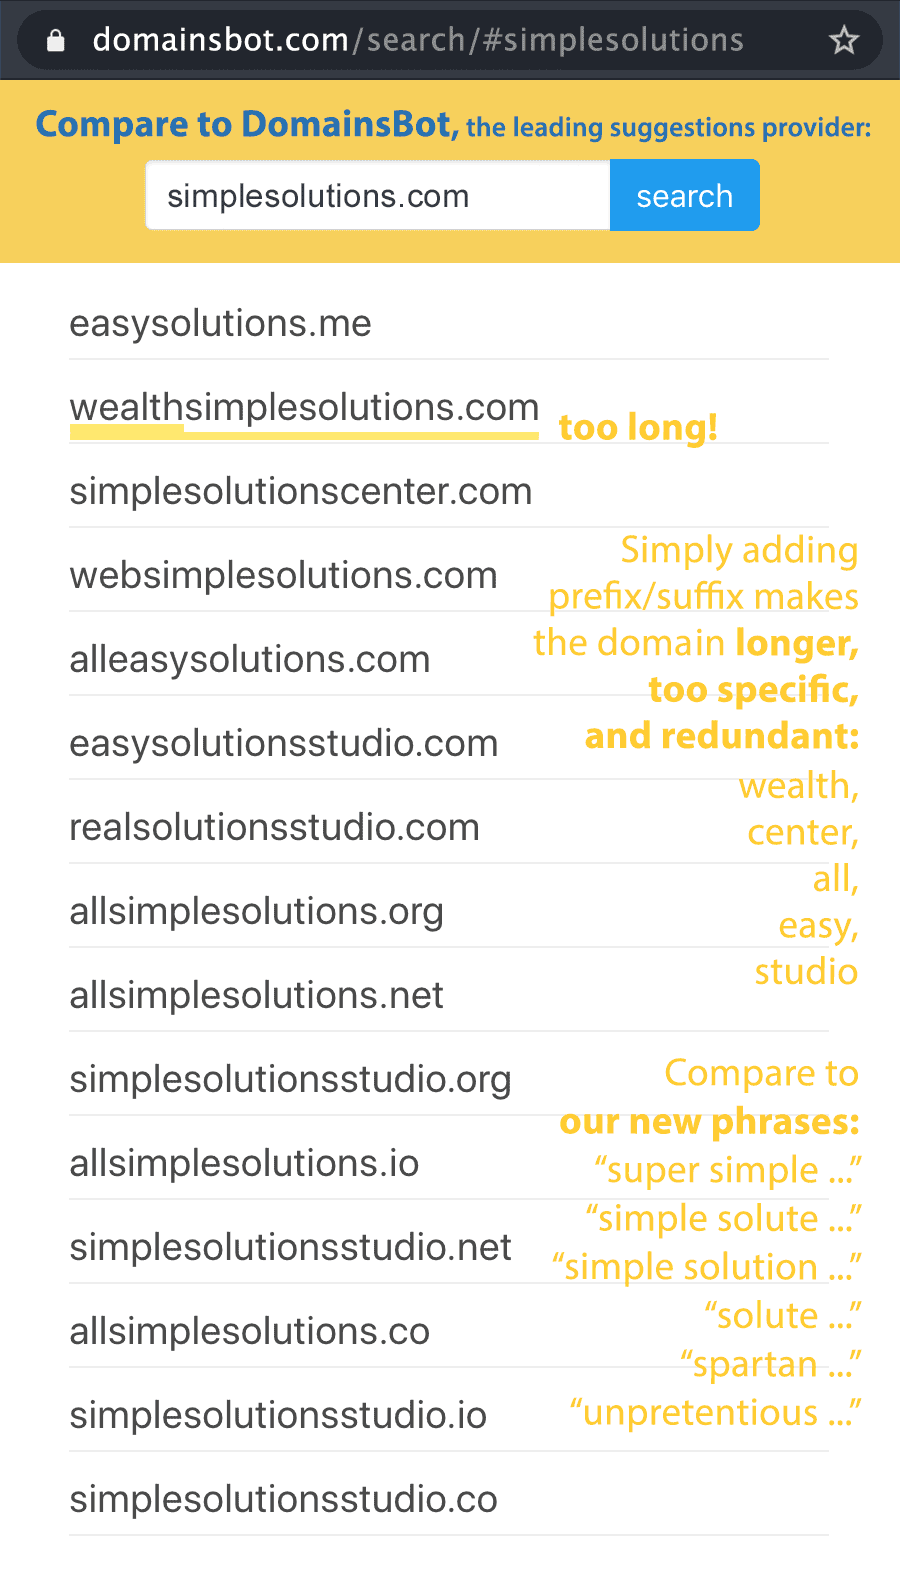 domainsbot.com/search/#simplesolutions
Compare to DomainsBot, the leading suggestions provider:
simplesolutions.com
search
easysolutions.me
wealthsimplesolutions.com
too long!
simplesolutionscenter.com
websimplesolutions.com
alleasysolutions.com
easysolutionsstudio.com
realsolutionsstudio.com
allsimplesolutions.org
allsimplesolutions.net
simplesolutionsstudio.org
allsimplesolutions.io
simplesolutionsstudio.net
allsimplesolutions.co
simplesolutionsstudio.io
simplesolutionsstudio.co
Simply adding
prefix/suffix makes
the domain longer,
too specific,
and redundant:
wealth,
center,
all,
easy,
studio
Compare to
our new phrases:
“super simple ...”
“simple solute ...”
“simple solution ...”
“solute ...”
“spartan ...”
“unpretentious ...”